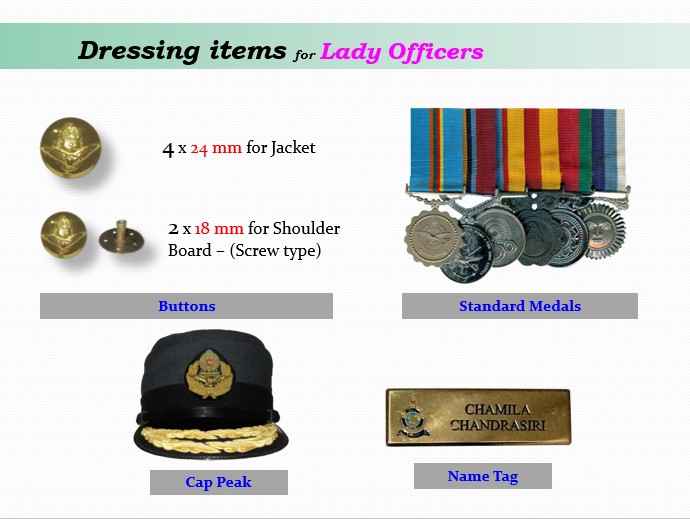 Dressing items for Lady Officers
4 x 24 mm for Jacket
2 x 18 mm for Shoulder
Board – (Screw type)
Buttons
Standard Medals
CHAMILA
CHANDRASIRI
Cap Peak
Name Tag